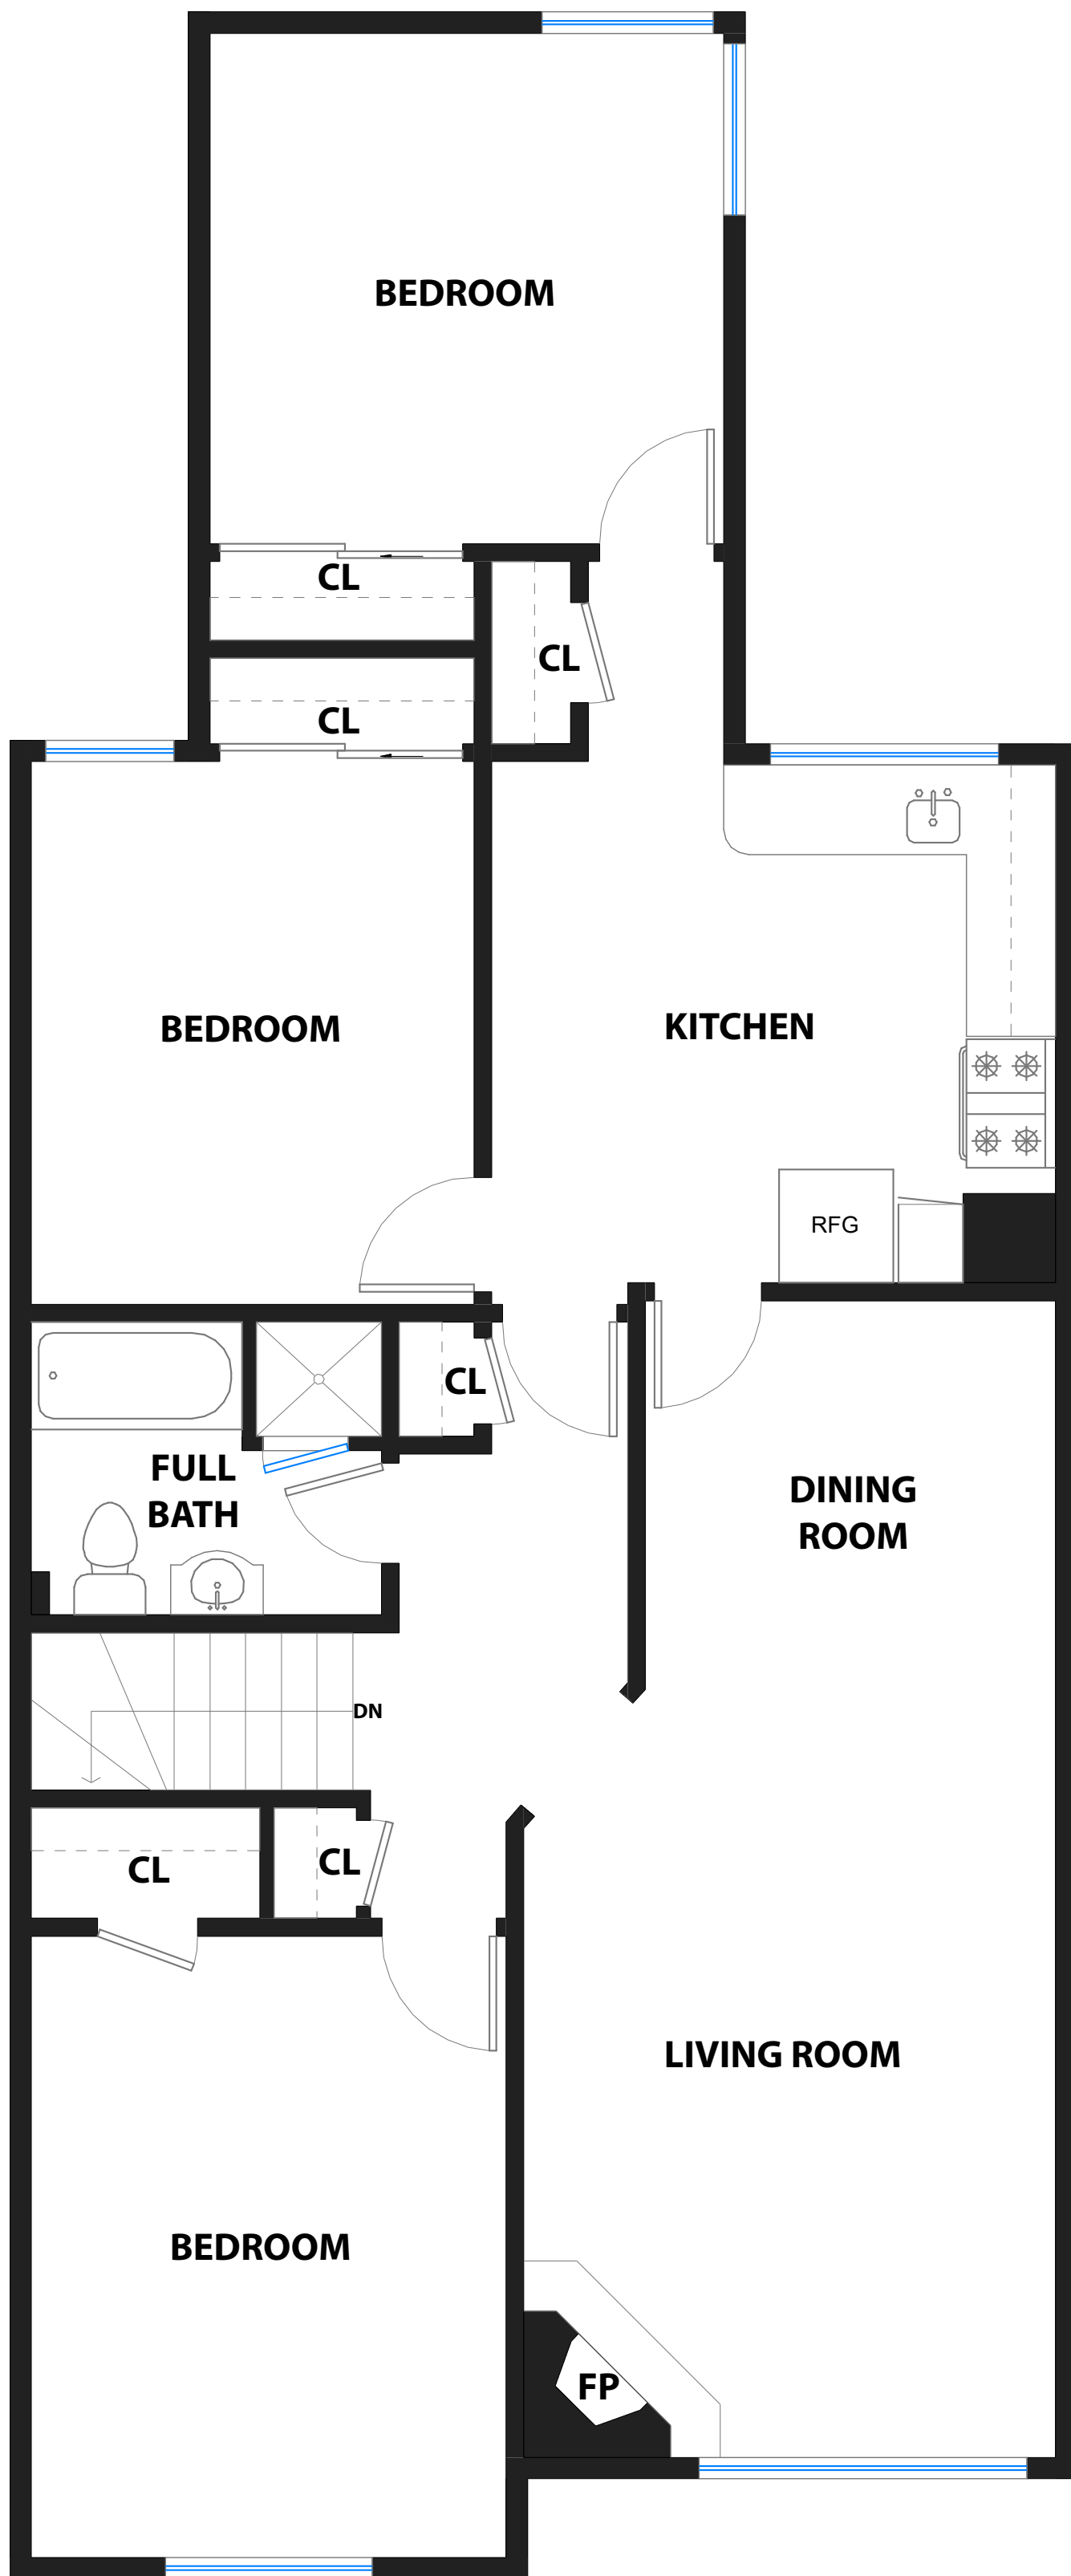 BEDROOM
CL
CL
CL
BEDROOM
KITCHEN
RFG
CL
FULL
BATH
DINING
ROOM
DN
CL
CL
LIVING ROOM
BEDROOM
FP